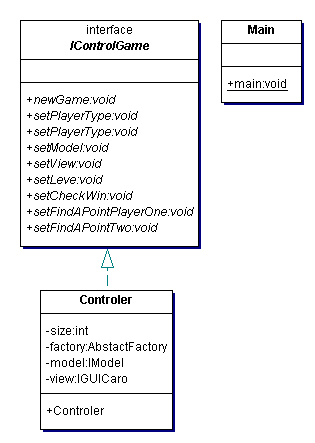 interface
IControlGame
+newGame:void
+setPlayerType:void
+setPlayerType:void
+setModel:void
+setView:void
+setLeve:void
+setCheckWin:void
+setFindAPointPlayerOne:void
+setFindAPointTwo:void
Main
+main:void
Controler
-size:int
-factory:AbstactFactory
-model:IModel
-view:IGUICaro
+Controler